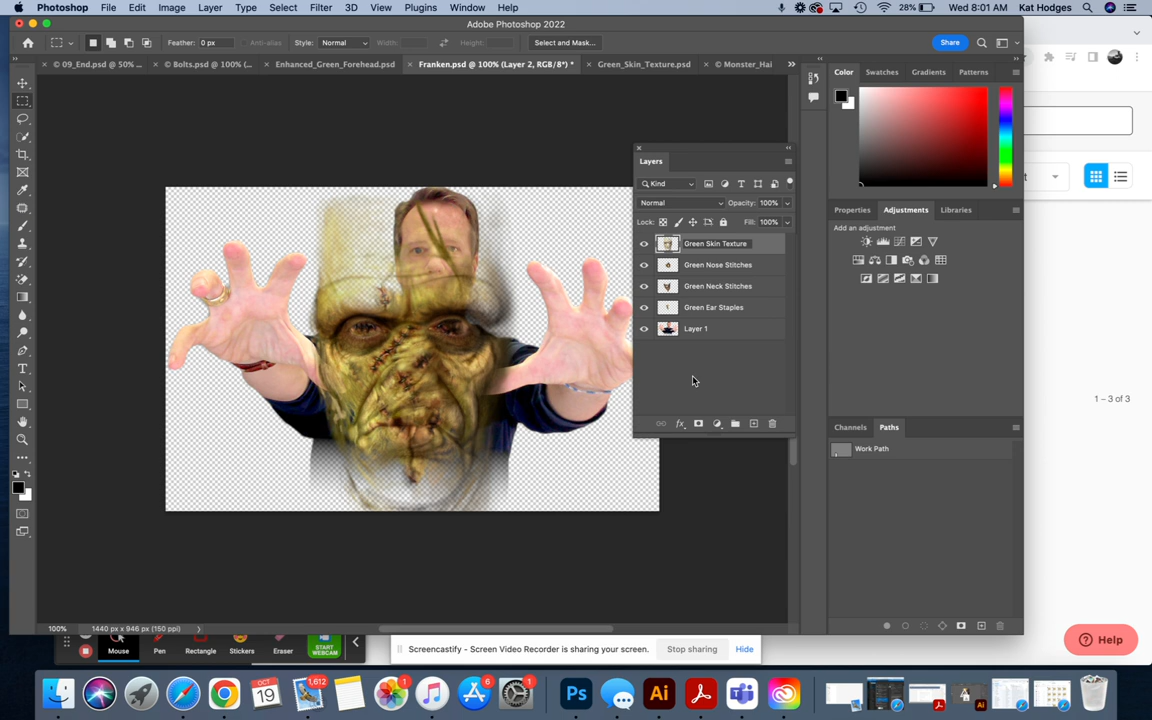 Photoshop File Edit Image Layer Type Select Filter 3D View Plugins Window Help 28% Wed 8:01 AM Kat Hodges
Adobe Photoshop 2022
Feather: 0 px Anti-alias Style: Normal Width: Height: Select and Mask... Share
© 09_End.psd @ 50% ... © Bolts.psd @ 100% (... Enhanced_Green_Forehead.psd Franken.psd @ 100% (Layer 2, RGB/8*) * Green_Skin_Texture.psd © Monster_Hai
Color Swatches Gradients Patterns
Layers
Kind
Normal Opacity: 100%
Lock: Fill: 100%
Green Skin Texture
Green Nose Stitches
Green Neck Stitches
Green Ear Staples
Layer 1
Properties Adjustments Libraries
Add an adjustment
Channels Paths
Work Path
1 – 3 of 3
100% 1440 px x 946 px (150 ppi)
Mouse Pen Rectangle Stickers Eraser START WEBCAM
Screencastify - Screen Video Recorder is sharing your screen. Stop sharing Hide
Help
OCT
19
1,612
1
6
1
Ps
Ai